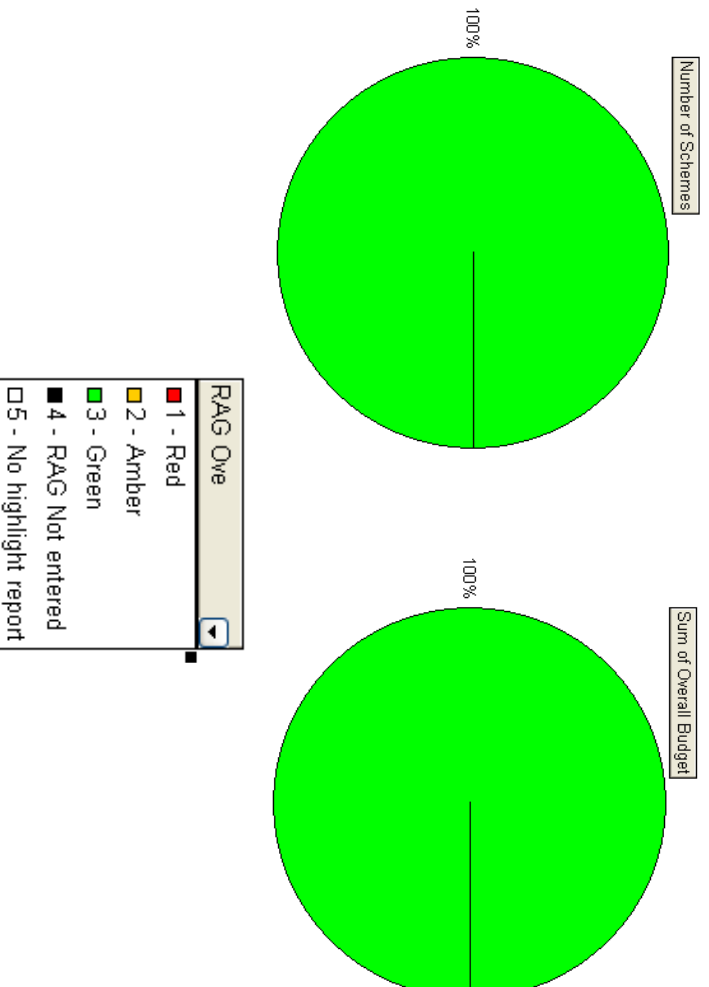 Number of Schemes
100%
Sum of Overall Budget
100%
RAG Ove
1 - Red
2 - Amber
3 - Green
4 - RAG Not entered
5 - No highlight report